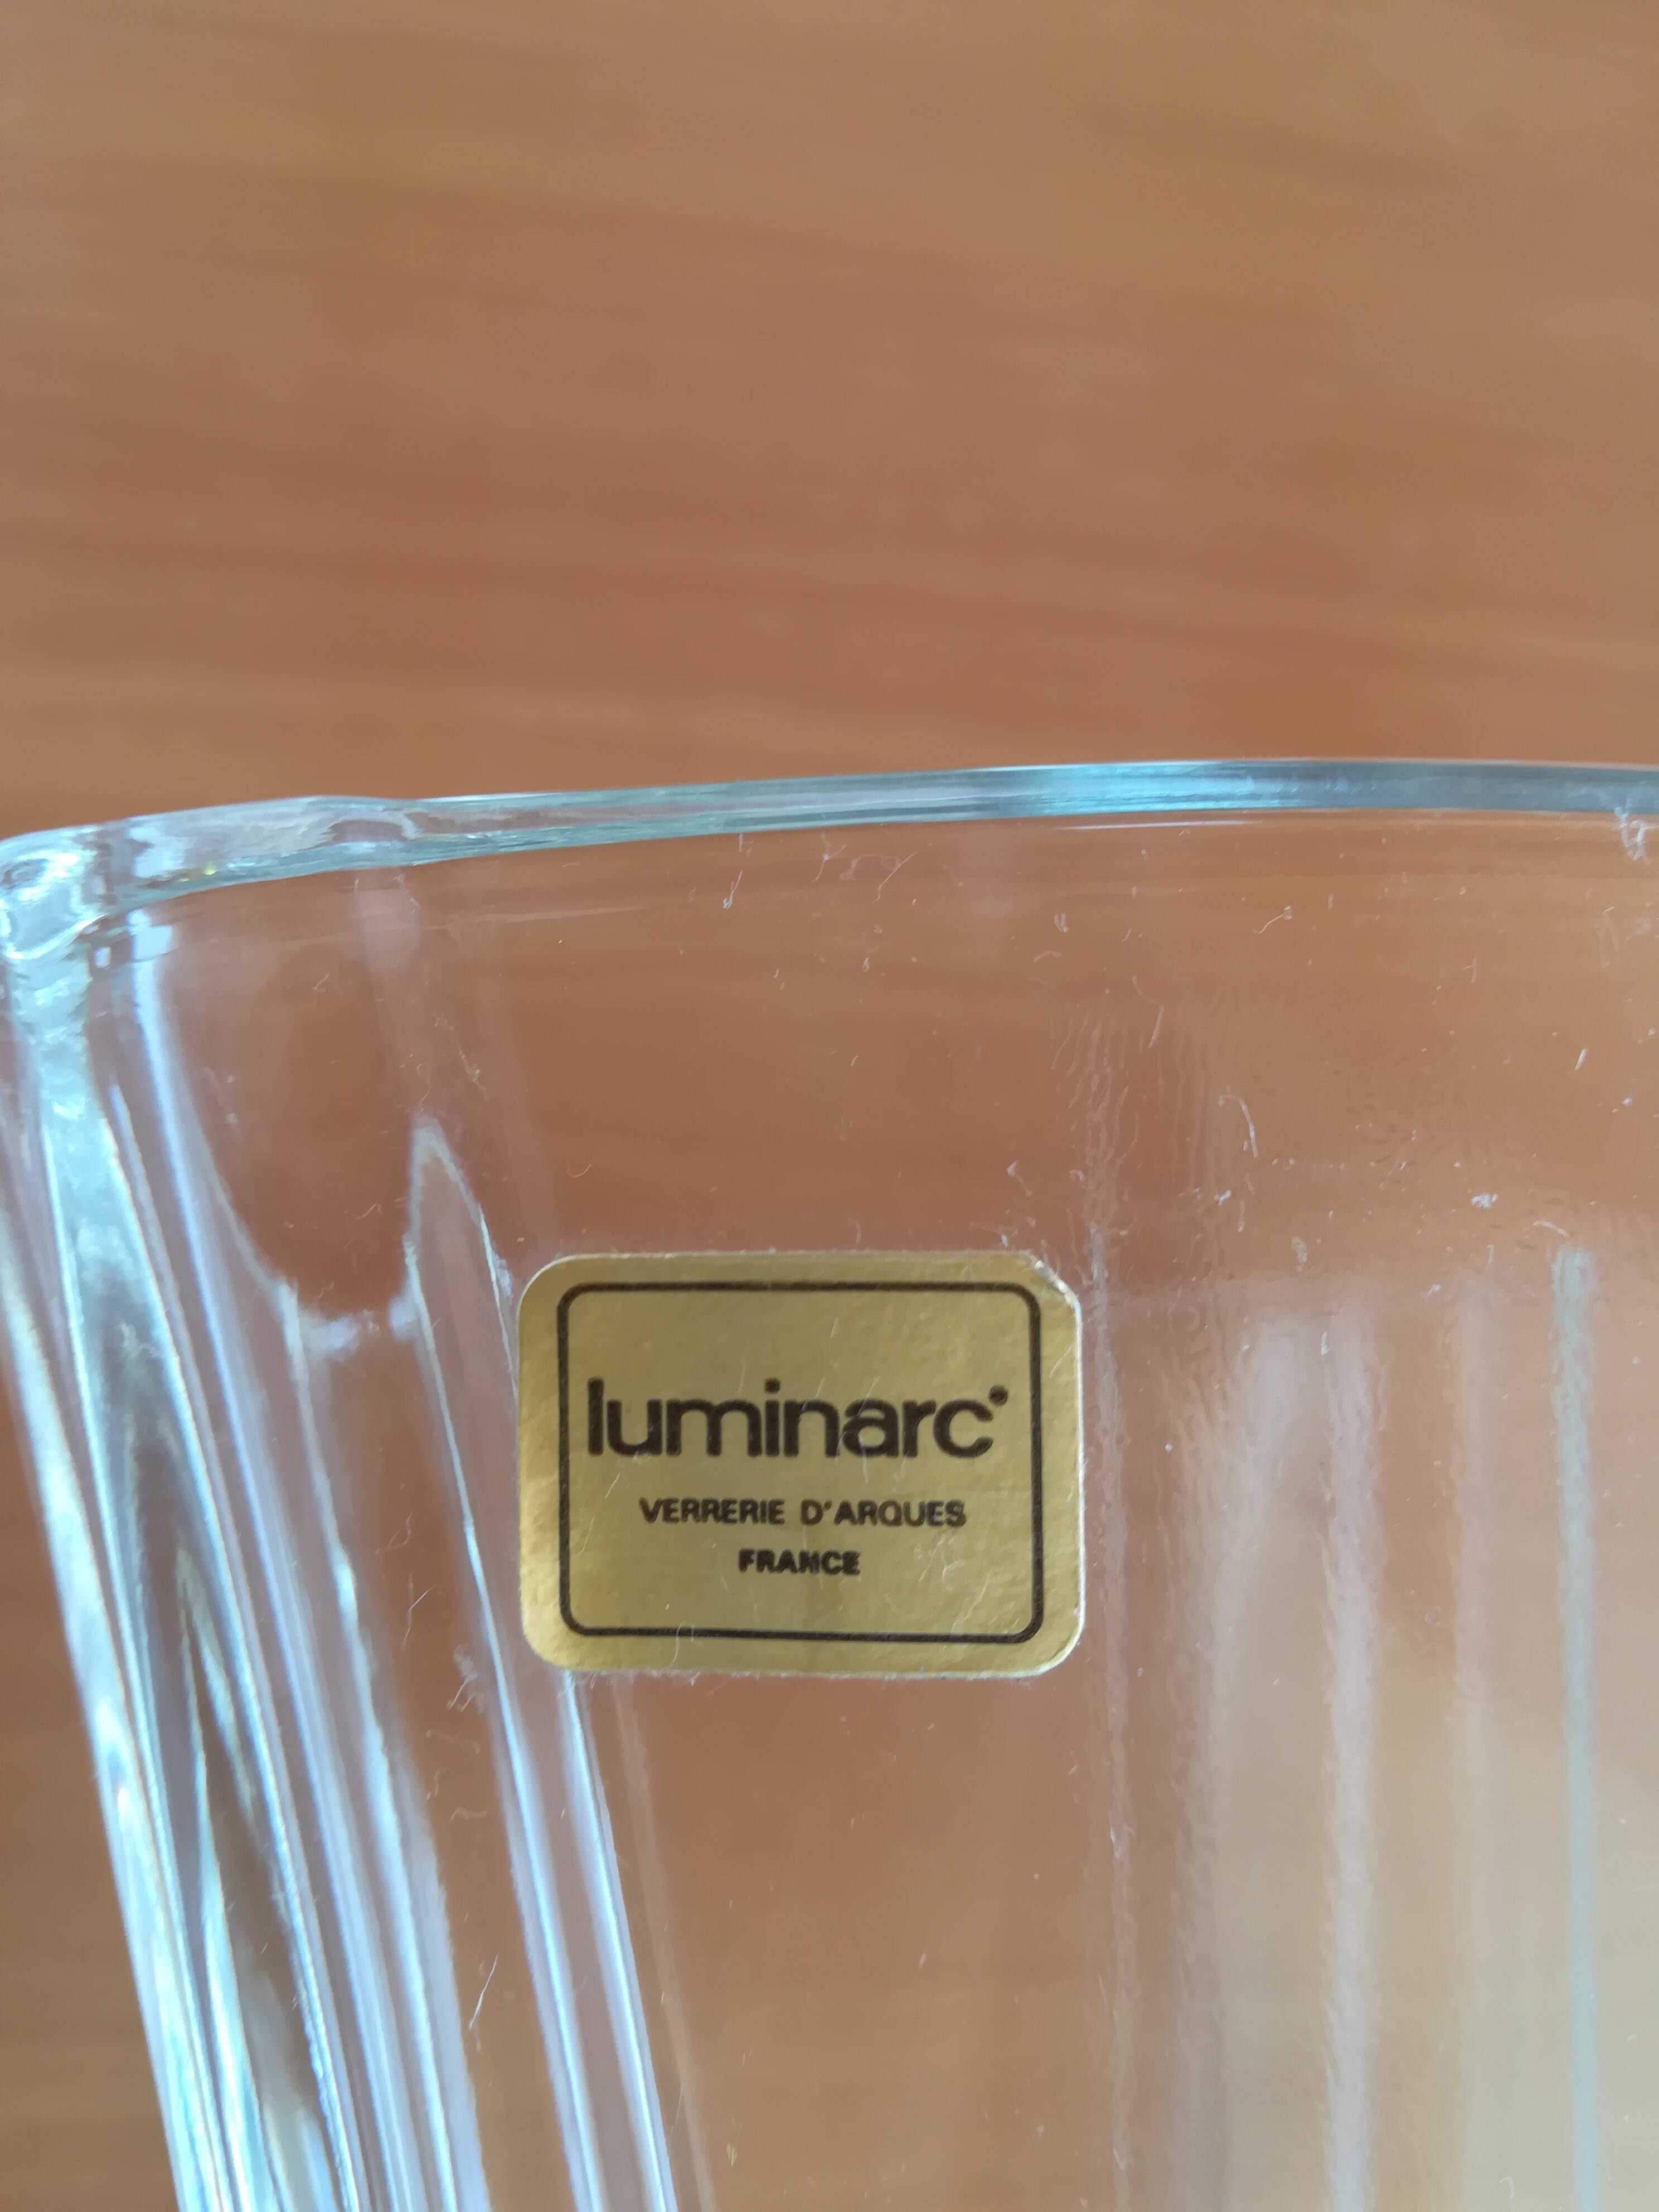 luminarc
VERRERIE D'ARQUES
FRANCE